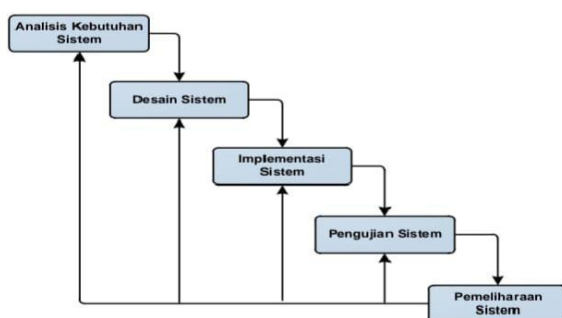 Analisis Kebutuhan
Sistem
Desain Sistem
Implementasi
Sistem
Pengujian Sistem
Pemeliharaan
Sistem